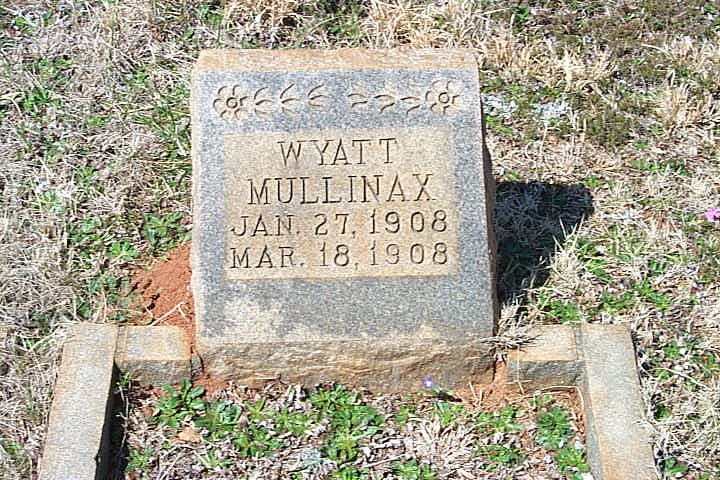 WYATT
MULLINAX
JAN. 27, 1908
MAR. 18, 1908